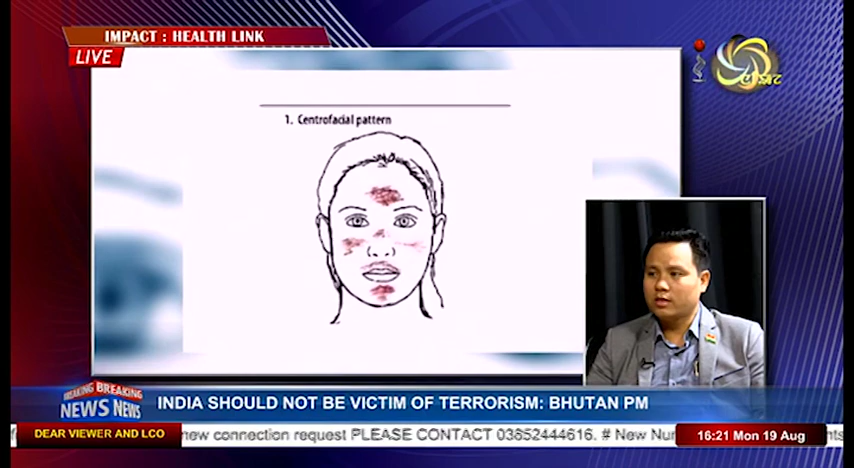 IMPACT : HEALTH LINK
LIVE
1. Centrofacial pattern
BREAKING
NEWS NEWS
INDIA SHOULD NOT BE VICTIM OF TERRORISM: BHUTAN PM
DEAR VIEWER AND LCO
new connection request PLEASE CONTACT 03852444616. # New
16:21 Mon 19 Aug